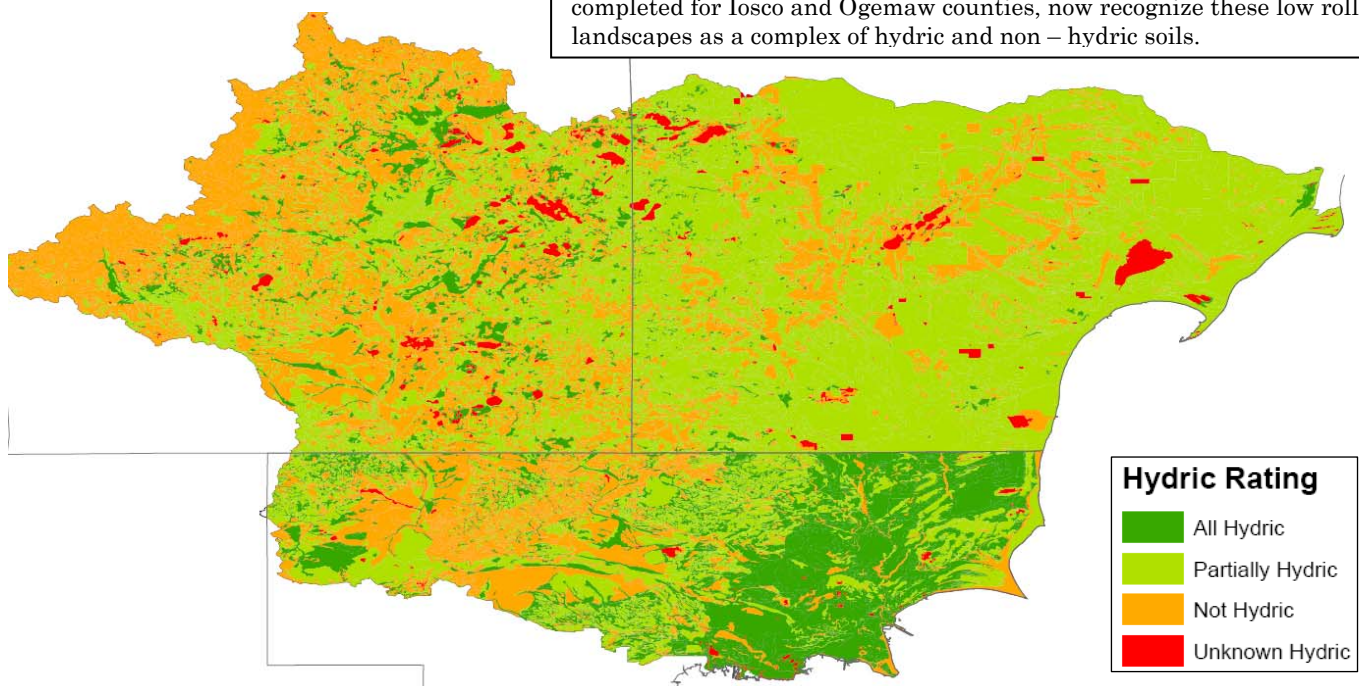 completed for Iosco and Ogemaw counties, now recognize these low roll
landscapes as a complex of hydric and non – hydric soils.
Hydric Rating
All Hydric
Partially Hydric
Not Hydric
Unknown Hydric